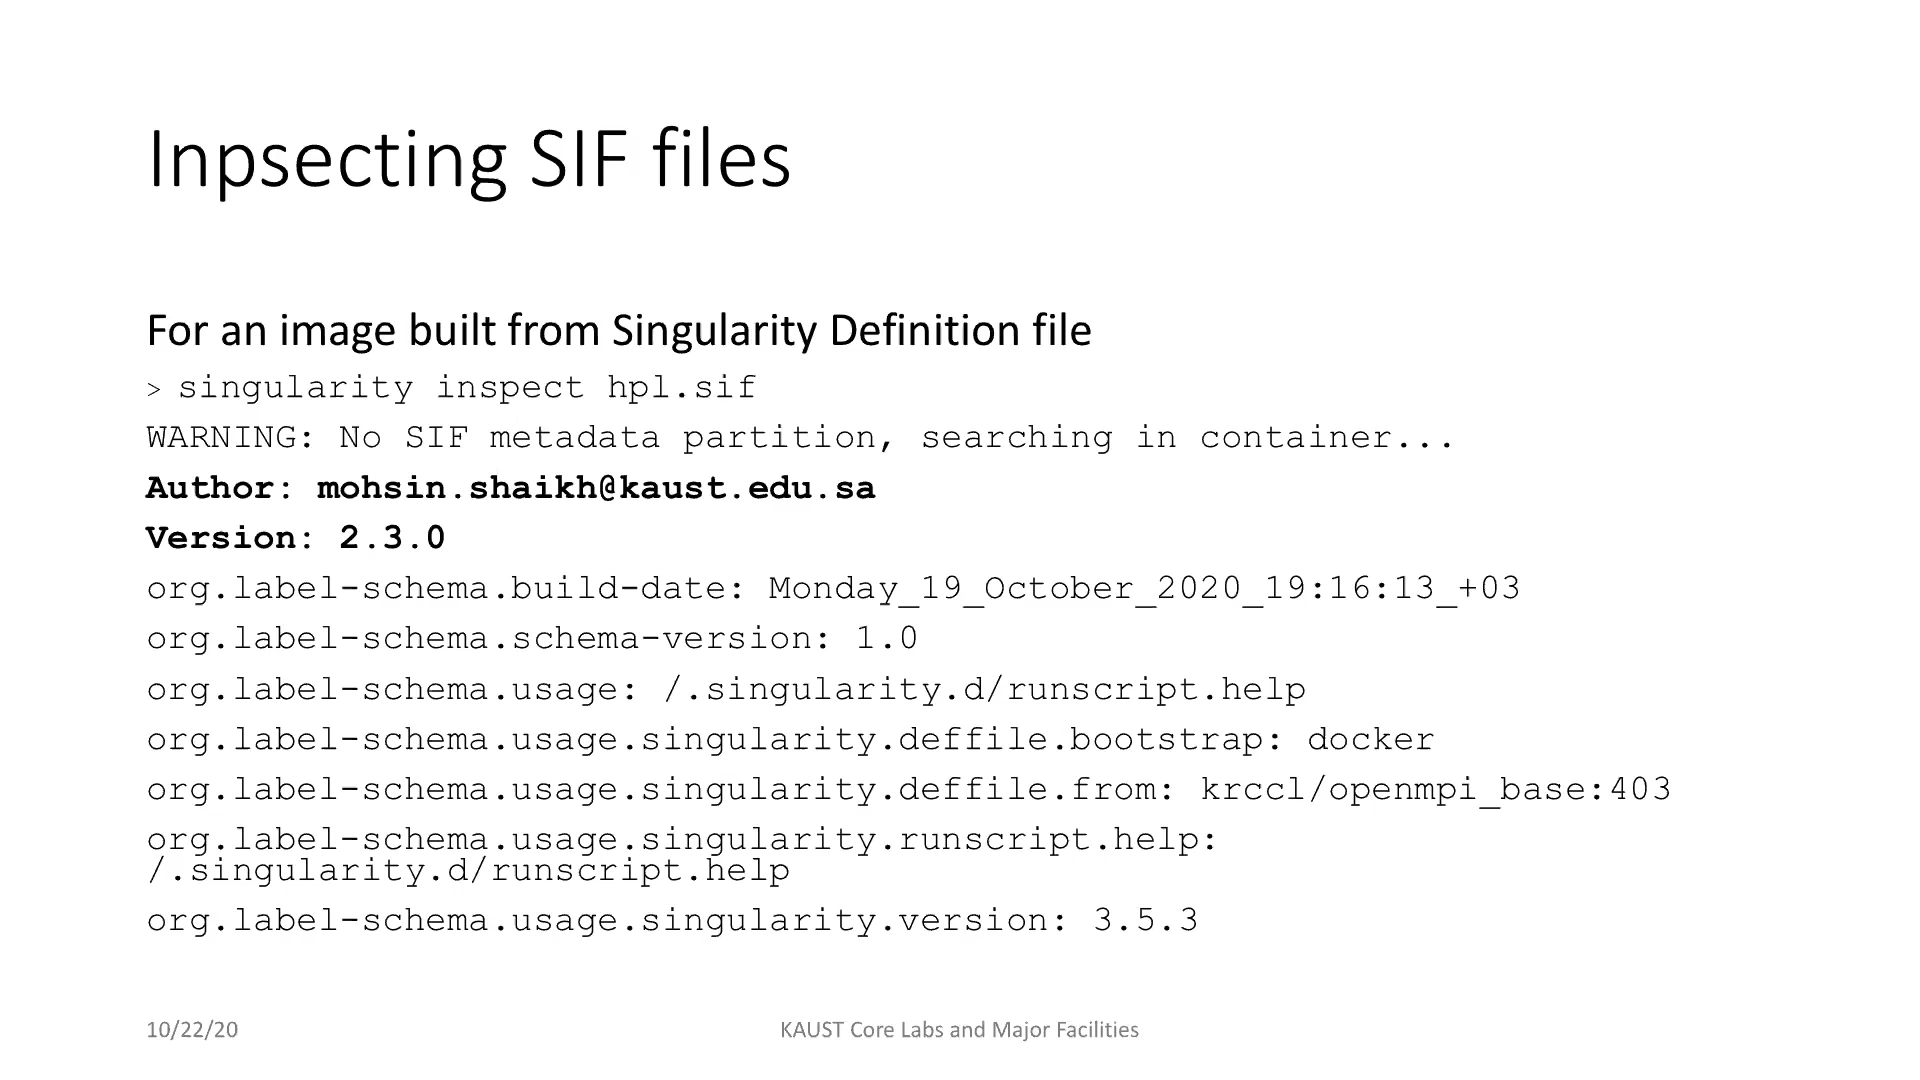 Inpsecting SIF files
For an image built from Singularity Definition file
> singularity inspect hpl.sif
WARNING: No SIF metadata partition, searching in container...
Author: mohsin.shaikh@kaust.edu.sa
Version: 2.3.0
org.label-schema.build-date: Monday_19_October_2020_19:16:13_+03
org.label-schema.schema-version: 1.0
org.label-schema.usage: /.singularity.d/runscript.help
org.label-schema.usage.singularity.deffile.bootstrap: docker
org.label-schema.usage.singularity.deffile.from: krccl/openmpi_base:403
org.label-schema.usage.singularity.runscript.help:
/.singularity.d/runscript.help
org.label-schema.usage.singularity.version: 3.5.3
10/22/20
KAUST Core Labs and Major Facilities